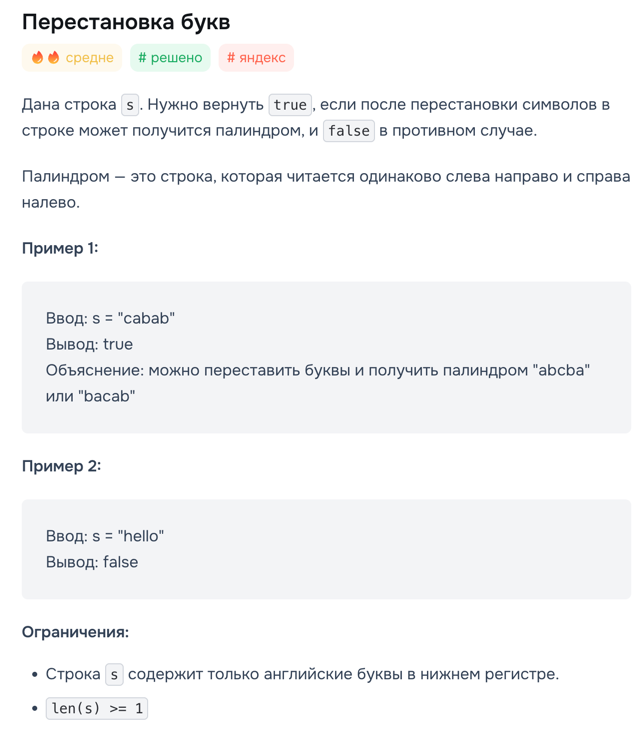 Перестановка букв
🔥🔥 средне # решено # яндекс
Дана строка s. Нужно вернуть true, если после перестановки символов в
строке может получится палиндром, и false в противном случае.
Палиндром — это строка, которая читается одинаково слева направо и справа
налево.
Пример 1:
Ввод: s = "cabab"
Вывод: true
Объяснение: можно переставить буквы и получить палиндром "abcba"
или "bacab"
Пример 2:
Ввод: s = "hello"
Вывод: false
Ограничения:
• Строка s содержит только английские буквы в нижнем регистре.
• len(s) >= 1